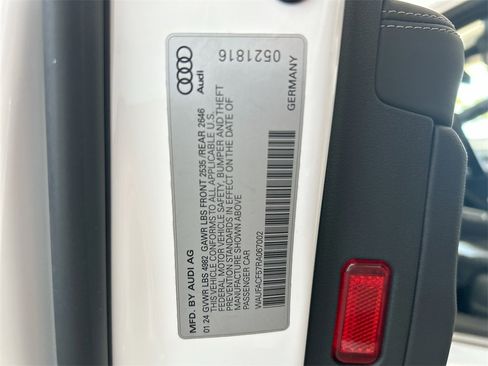 MFD. BY AUDI AG
01 24 GVWR LBS 4982 GAWR LBS FRONT 2535/REAR 2646
THIS VEHICLE CONFORMS TO ALL APPLICABLE U.S.
FEDERAL MOTOR VEHICLE SAFETY, BUMPER AND THEFT
PREVENTION STANDARDS IN EFFECT ON THE DATE OF
MANUFACTURE SHOWN ABOVE
PASSENGER CAR
WAUFACF57RA067002
Audi
0521816
GERMANY